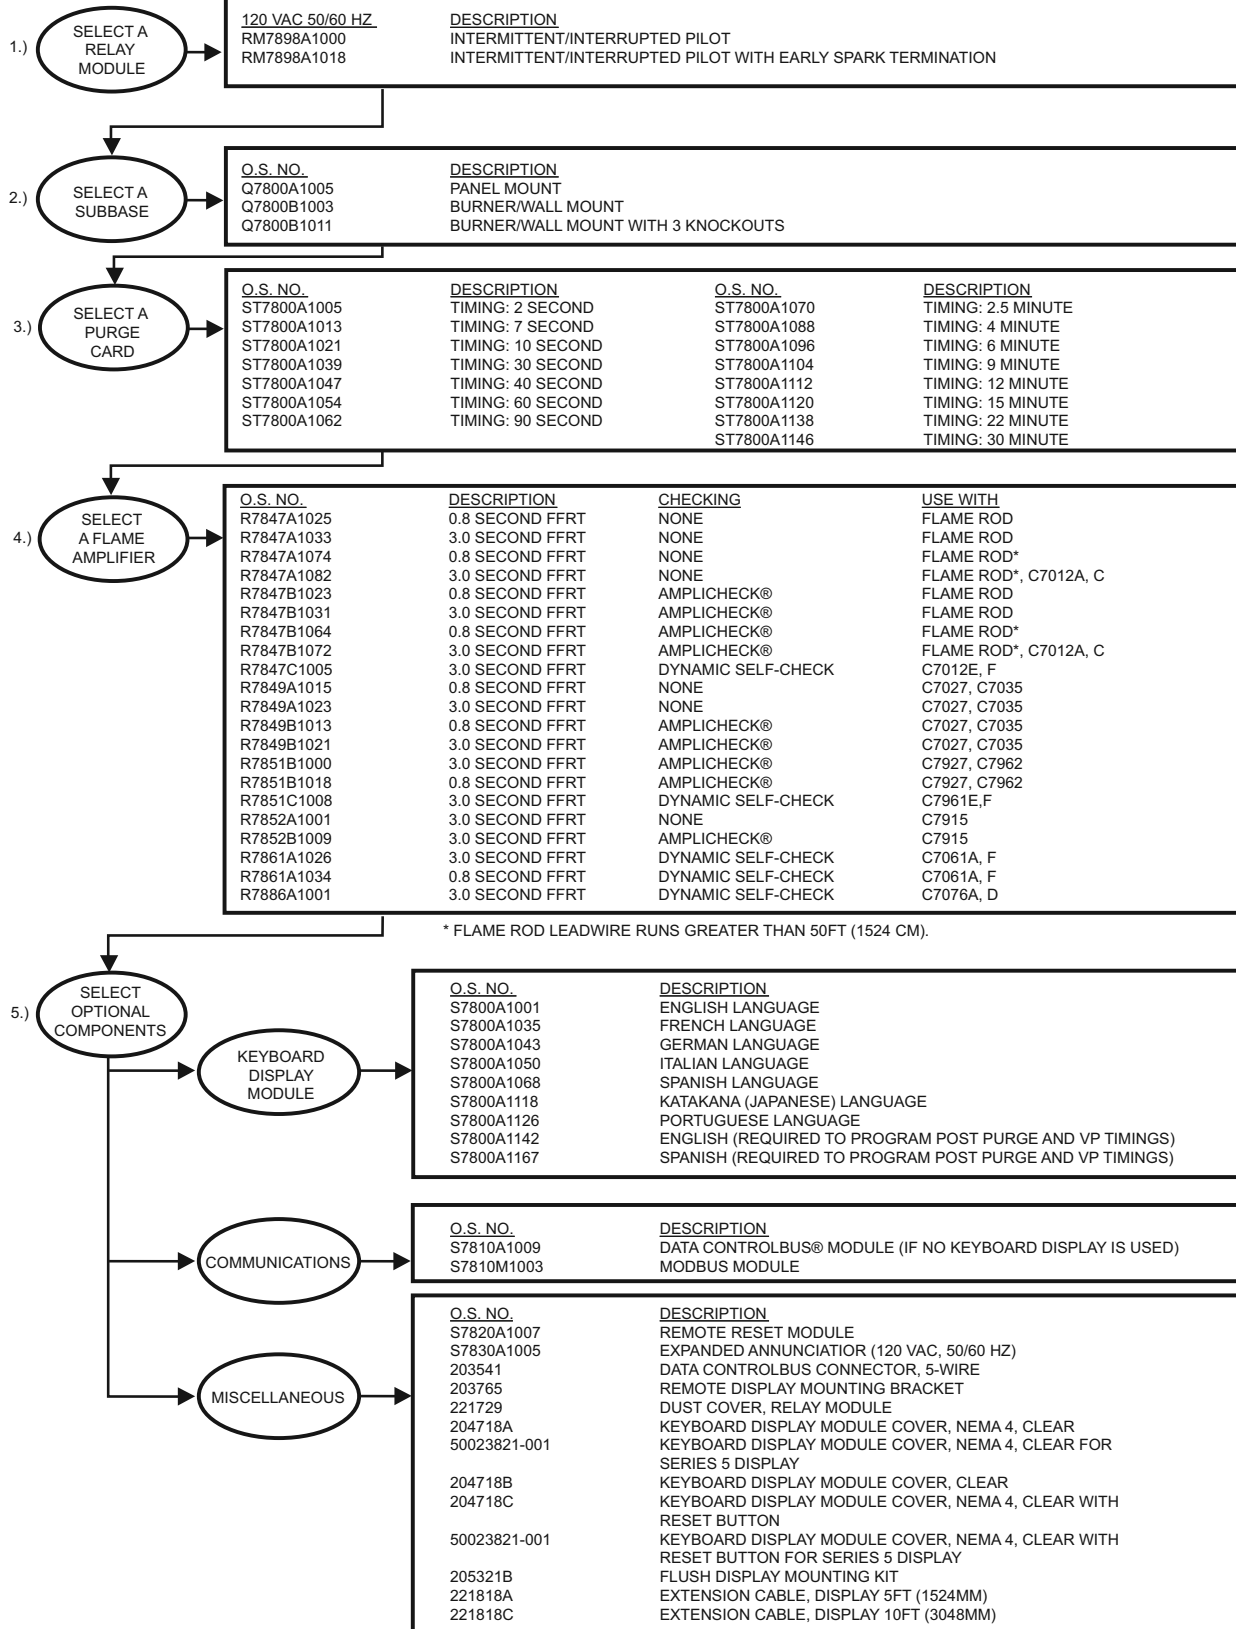 1.) SELECT A
RELAY
MODULE
120 VAC 50/60 HZ DESCRIPTION
RM7898A1000 INTERMITTENT/INTERRUPTED PILOT
RM7898A1018 INTERMITTENT/INTERRUPTED PILOT WITH EARLY SPARK TERMINATION
2.) SELECT A
SUBBASE
O.S. NO. DESCRIPTION
Q7800A1005 PANEL MOUNT
Q7800B1003 BURNER/WALL MOUNT
Q7800B1011 BURNER/WALL MOUNT WITH 3 KNOCKOUTS
3.) SELECT A
PURGE
CARD
O.S. NO. DESCRIPTION O.S. NO. DESCRIPTION
ST7800A1005 TIMING: 2 SECOND ST7800A1070 TIMING: 2.5 MINUTE
ST7800A1013 TIMING: 7 SECOND ST7800A1088 TIMING: 4 MINUTE
ST7800A1021 TIMING: 10 SECOND ST7800A1096 TIMING: 6 MINUTE
ST7800A1039 TIMING: 30 SECOND ST7800A1104 TIMING: 9 MINUTE
ST7800A1047 TIMING: 40 SECOND ST7800A1112 TIMING: 12 MINUTE
ST7800A1054 TIMING: 60 SECOND ST7800A1120 TIMING: 15 MINUTE
ST7800A1062 TIMING: 90 SECOND ST7800A1138 TIMING: 22 MINUTE
ST7800A1146 TIMING: 30 MINUTE
4.) SELECT
A FLAME
AMPLIFIER
O.S. NO. DESCRIPTION CHECKING USE WITH
R7847A1025 0.8 SECOND FFRT NONE FLAME ROD
R7847A1033 3.0 SECOND FFRT NONE FLAME ROD
R7847A1074 0.8 SECOND FFRT NONE FLAME ROD*
R7847A1082 3.0 SECOND FFRT NONE FLAME ROD*, C7012A, C
R7847B1023 0.8 SECOND FFRT AMPLICHECK® FLAME ROD
R7847B1031 3.0 SECOND FFRT AMPLICHECK® FLAME ROD
R7847B1064 0.8 SECOND FFRT AMPLICHECK® FLAME ROD*
R7847B1072 3.0 SECOND FFRT AMPLICHECK® FLAME ROD*, C7012A, C
R7847C1005 3.0 SECOND FFRT DYNAMIC SELF-CHECK C7012E, F
R7849A1015 0.8 SECOND FFRT NONE C7027, C7035
R7849A1023 3.0 SECOND FFRT NONE C7027, C7035
R7849B1013 0.8 SECOND FFRT AMPLICHECK® C7027, C7035
R7849B1021 3.0 SECOND FFRT AMPLICHECK® C7027, C7035
R7851B1000 3.0 SECOND FFRT AMPLICHECK® C7927, C7962
R7851B1018 0.8 SECOND FFRT AMPLICHECK® C7927, C7962
R7851C1008 3.0 SECOND FFRT DYNAMIC SELF-CHECK C7961E,F
R7852A1001 3.0 SECOND FFRT NONE C7915
R7852B1009 3.0 SECOND FFRT AMPLICHECK® C7915
R7861A1026 3.0 SECOND FFRT DYNAMIC SELF-CHECK C7061A, F
R7861A1034 0.8 SECOND FFRT DYNAMIC SELF-CHECK C7061A, F
R7886A1001 3.0 SECOND FFRT DYNAMIC SELF-CHECK C7076A, D
* FLAME ROD LEADWIRE RUNS GREATER THAN 50FT (1524 CM).
5.) SELECT
OPTIONAL
COMPONENTS
KEYBOARD
DISPLAY
MODULE
O.S. NO. DESCRIPTION
S7800A1001 ENGLISH LANGUAGE
S7800A1035 FRENCH LANGUAGE
S7800A1043 GERMAN LANGUAGE
S7800A1050 ITALIAN LANGUAGE
S7800A1068 SPANISH LANGUAGE
S7800A1118 KATAKANA (JAPANESE) LANGUAGE
S7800A1126 PORTUGUESE LANGUAGE
S7800A1142 ENGLISH (REQUIRED TO PROGRAM POST PURGE AND VP TIMINGS)
S7800A1167 SPANISH (REQUIRED TO PROGRAM POST PURGE AND VP TIMINGS)
COMMUNICATIONS
O.S. NO. DESCRIPTION
S7810A1009 DATA CONTROLBUS® MODULE (IF NO KEYBOARD DISPLAY IS USED)
S7810M1003 MODBUS MODULE
MISCELLANEOUS
O.S. NO. DESCRIPTION
S7820A1007 REMOTE RESET MODULE
S7830A1005 EXPANDED ANNUNCIATIOR (120 VAC, 50/60 HZ)
203541 DATA CONTROLBUS CONNECTOR, 5-WIRE
203765 REMOTE DISPLAY MOUNTING BRACKET
221729 DUST COVER, RELAY MODULE
204718A KEYBOARD DISPLAY MODULE COVER, NEMA 4, CLEAR
50023821-001 KEYBOARD DISPLAY MODULE COVER, NEMA 4, CLEAR FOR
SERIES 5 DISPLAY
204718B KEYBOARD DISPLAY MODULE COVER, CLEAR
204718C KEYBOARD DISPLAY MODULE COVER, NEMA 4, CLEAR WITH
RESET BUTTON
50023821-001 KEYBOARD DISPLAY MODULE COVER, NEMA 4, CLEAR WITH
RESET BUTTON FOR SERIES 5 DISPLAY
205321B FLUSH DISPLAY MOUNTING KIT
221818A EXTENSION CABLE, DISPLAY 5FT (1524MM)
221818C EXTENSION CABLE, DISPLAY 10FT (3048MM)